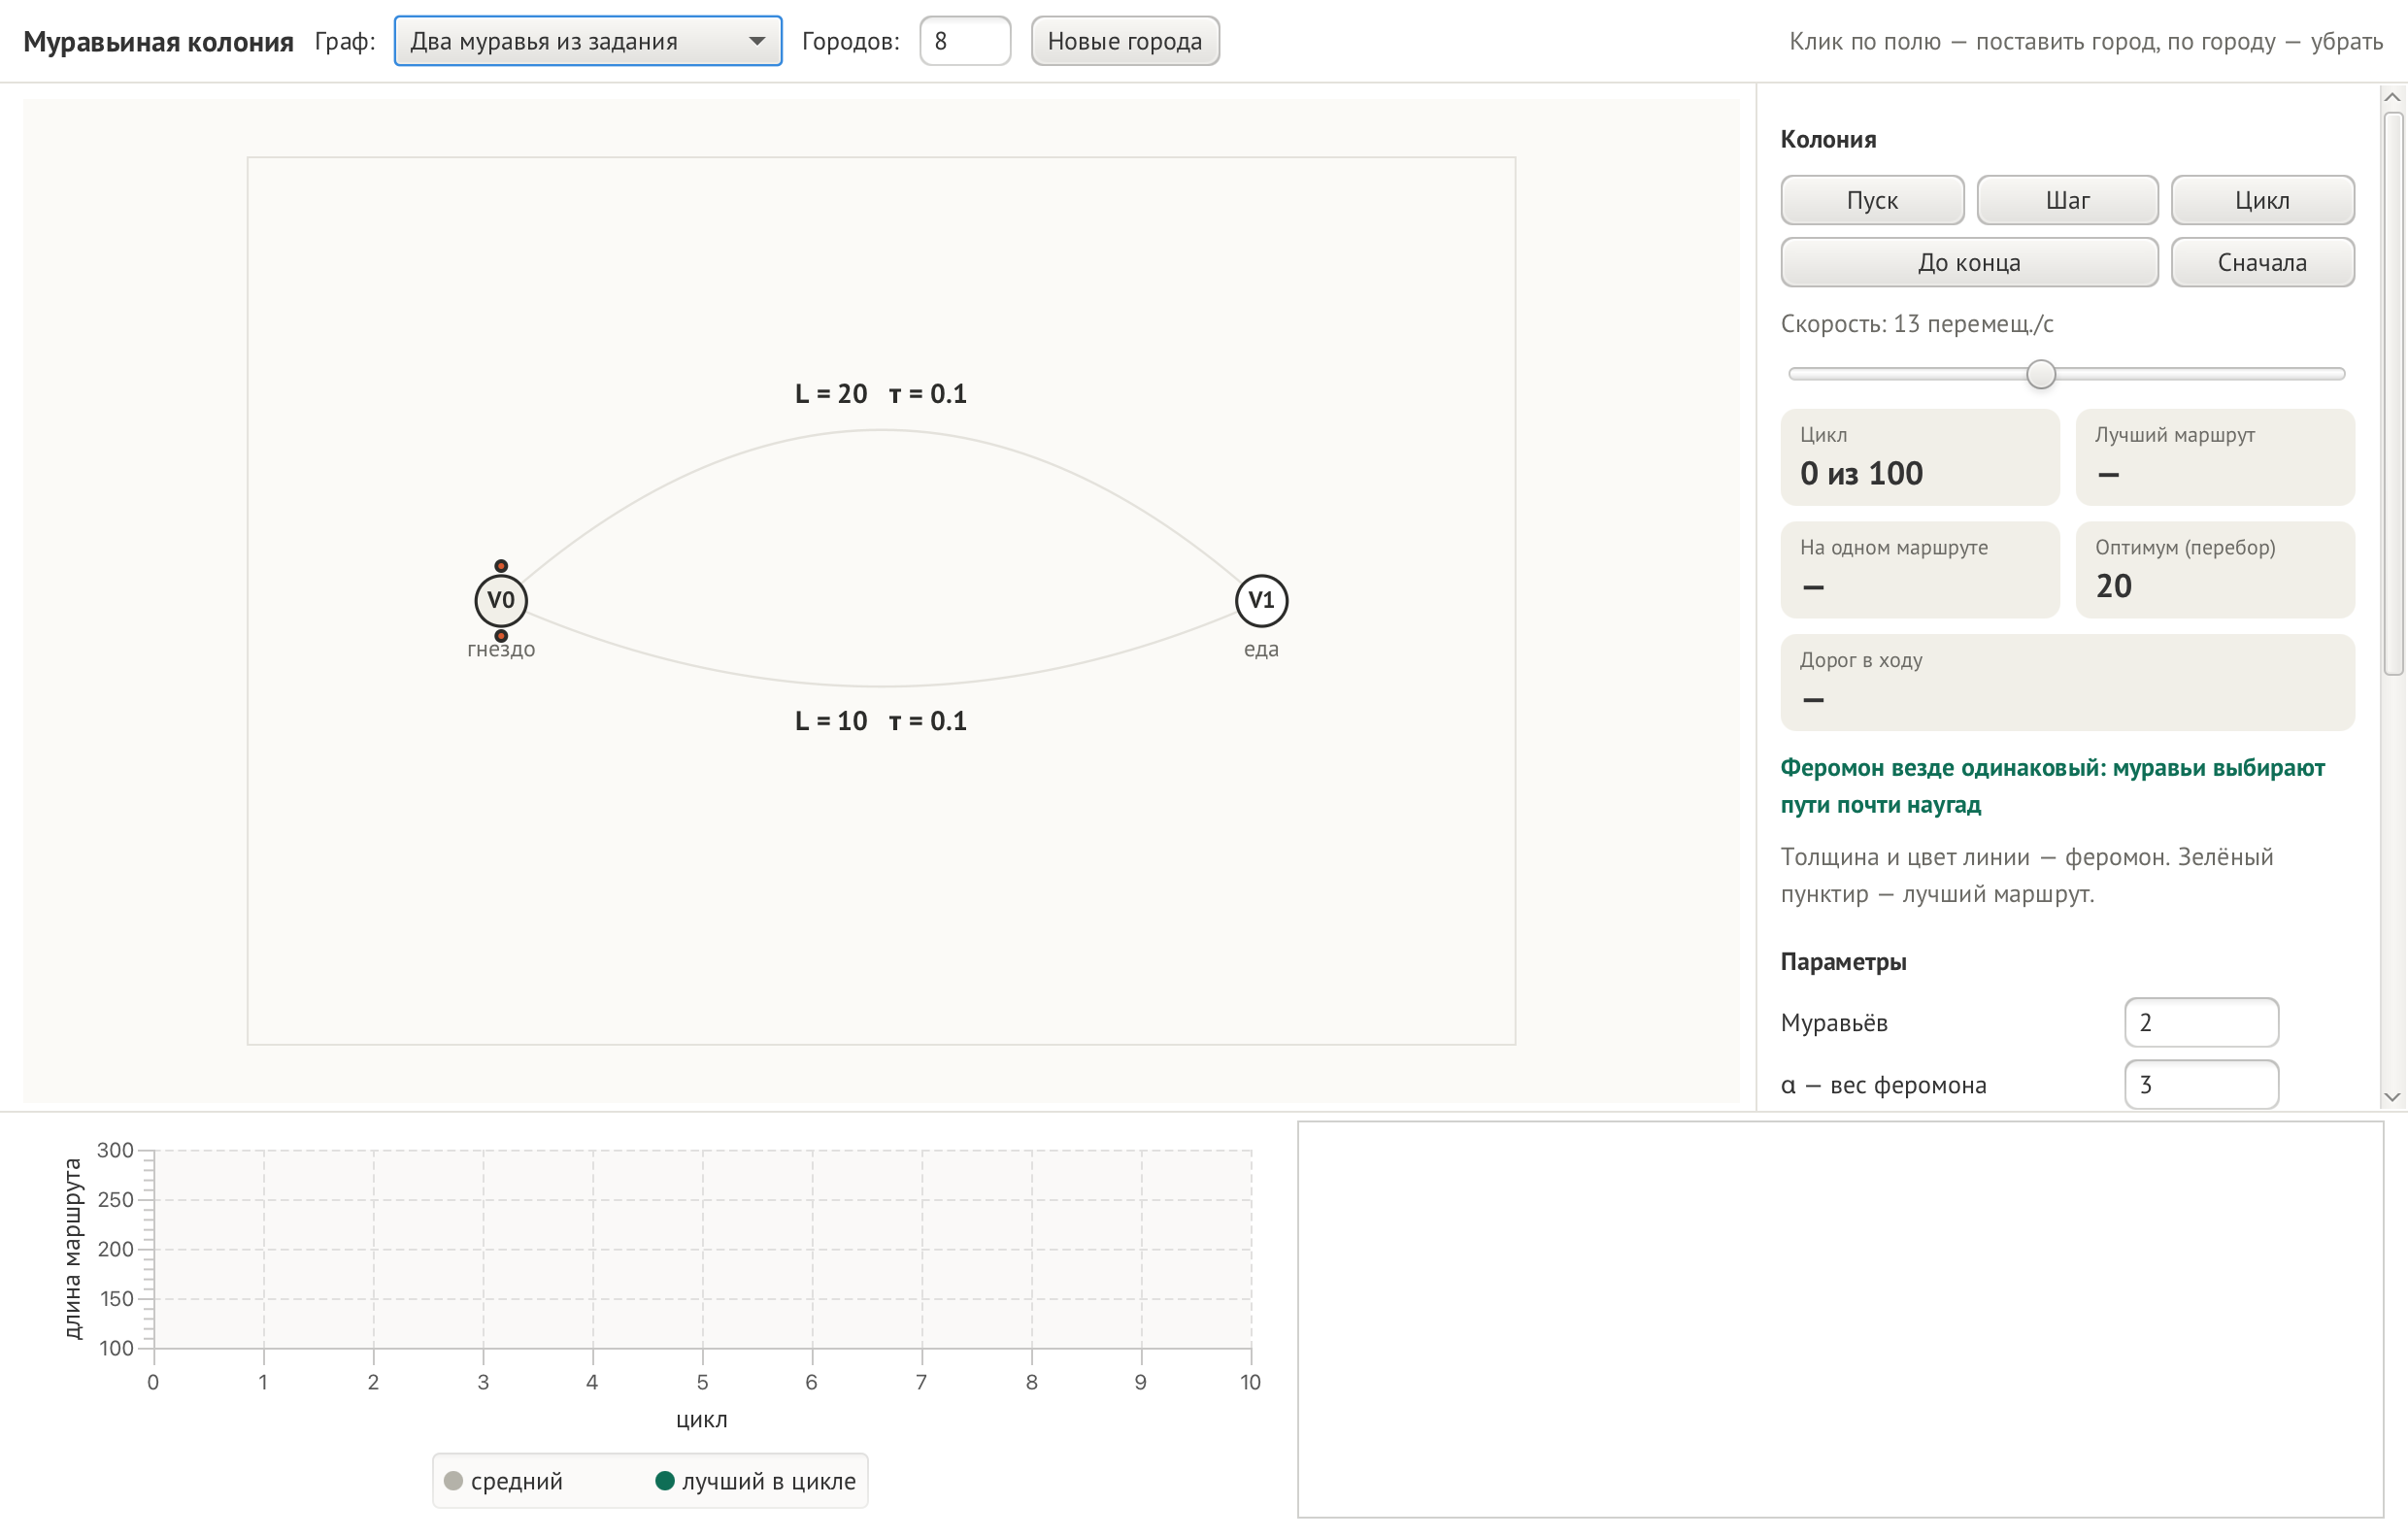 Муравьиная колония Граф: Два муравья из задания Городов: 8 Новые города Клик по полю — поставить город, по городу — убрать
L = 20 τ = 0.1
V0
гнездо
V1
еда
L = 10 τ = 0.1
Колония
Пуск Шаг Цикл
До конца Сначала
Скорость: 13 перемещ./с
Цикл
0 из 100
Лучший маршрут
—
На одном маршруте
—
Оптимум (перебор)
20
Дорог в ходу
—
Феромон везде одинаковый: муравьи выбирают
пути почти наугад
Толщина и цвет линии — феромон. Зелёный
пунктир — лучший маршрут.
Параметры
Муравьёв 2
α — вес феромона 3
длина маршрута
300
250
200
150
100
0 1 2 3 4 5 6 7 8 9 10
цикл
средний лучший в цикле